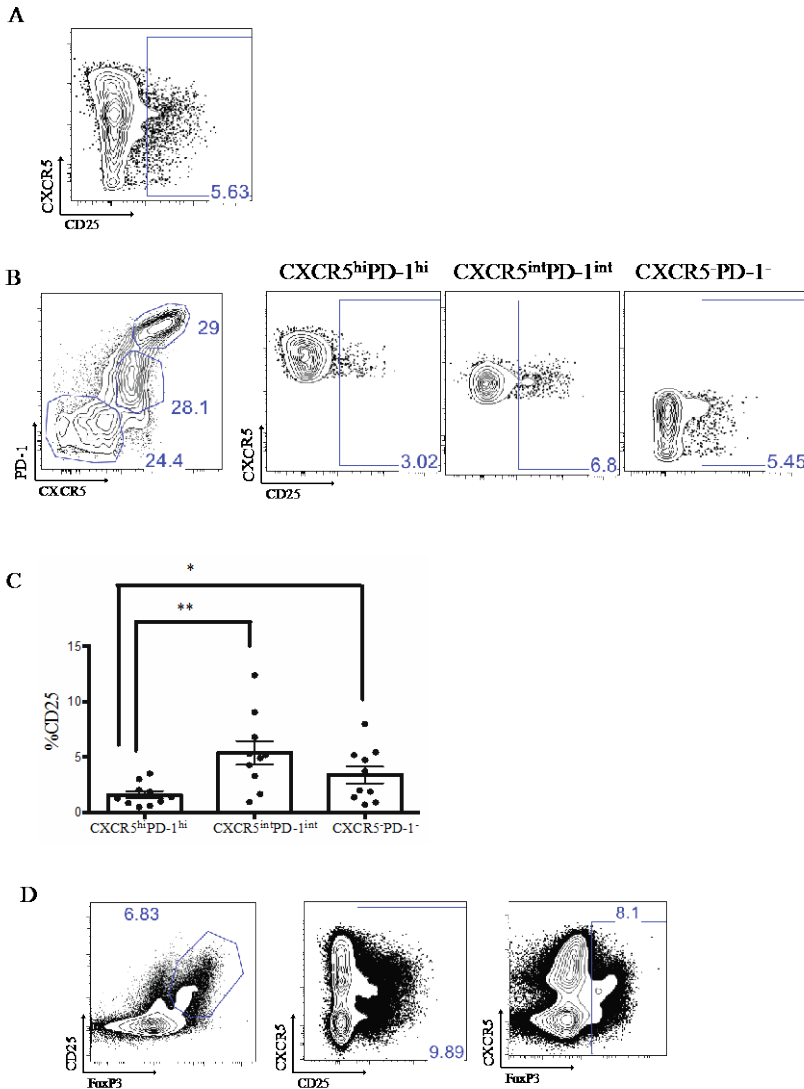 A
CXCR5
CD25
5.63
B
CXCR5hiPD-1hi CXCR5intPD-1int CXCR5-PD-1-
29
28.1
24.4
PD-1
CXCR5
CXCR5
CD25
3.02
6.8
5.45
C
*
**
15
10
5
0
%CD25
CXCR5hiPD-1hi CXCR5intPD-1int CXCR5-PD-1-
D
6.83
CD25
FoxP3
CXCR5
CD25
9.89
8.1
CXCR5
FoxP3